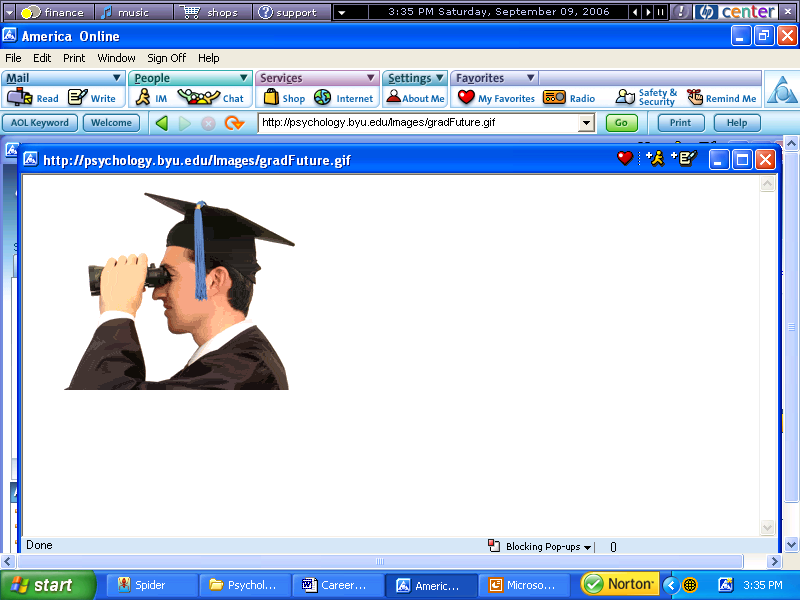 finance music shops support 3:35 PM Saturday, September 09, 2006 ! hp center
America Online
File Edit Print Window Sign Off Help
Mail People Services Settings Favorites
Read Write IM Chat Shop Internet About Me My Favorites Radio Safety & Security Remind Me
AOL Keyword Welcome http://psychology.byu.edu/Images/gradFuture.gif Go Print Help
http://psychology.byu.edu/Images/gradFuture.gif
Done Blocking Pop-ups 0
start Spider Psychol... Career... Americ... Microso... Norton 3:35 PM